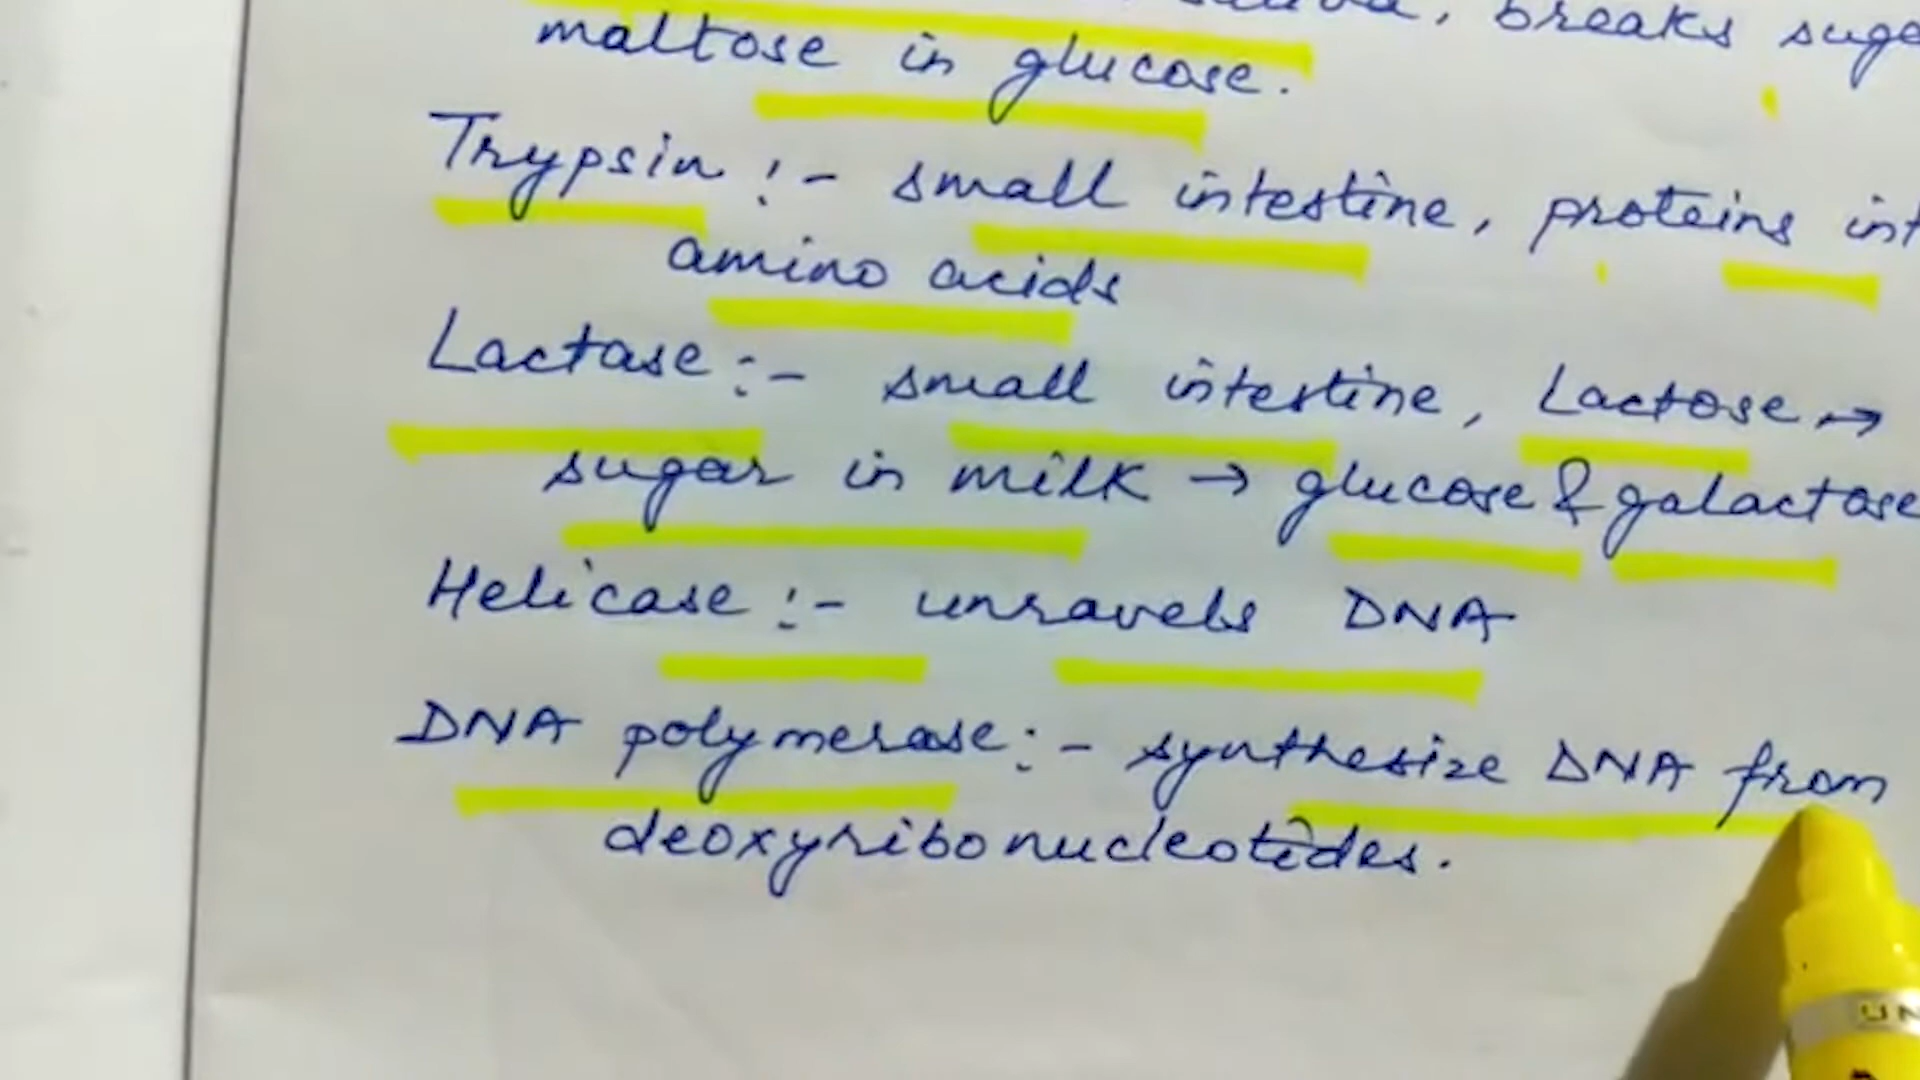 breaks
maltose in glucose.
Trypsin :- small intestine, proteins
amino acids
Lactase :- small intestine, Lactose →
sugar in milk → glucose & galactose
Helicase :- unravels DNA
DNA polymerase :- synthesize DNA from
deoxyribonucleotides.